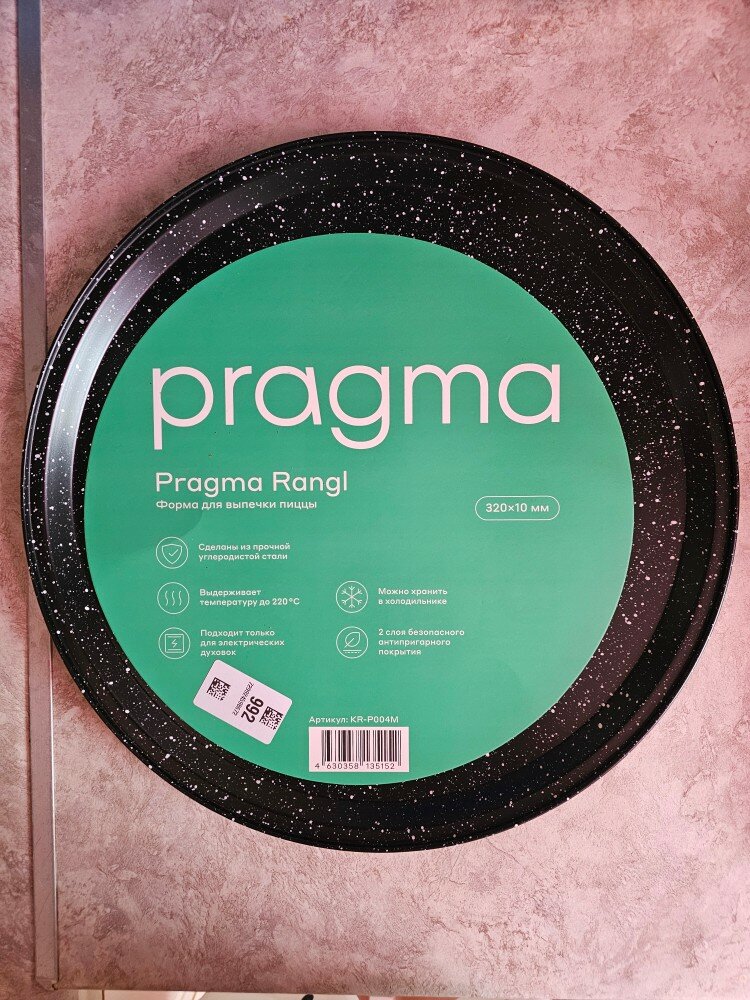 pragma
Pragma Rangl
Форма для выпечки пиццы
320×10 мм
Сделаны из прочной
углеродистой стали
Выдерживает
температуру до 220°C
Можно хранить
в холодильнике
Подходит только
для электрических
духовок
2 слоя безопасного
антипригарного
покрытия
992
Артикул: KR-P004M
4 630358 135152